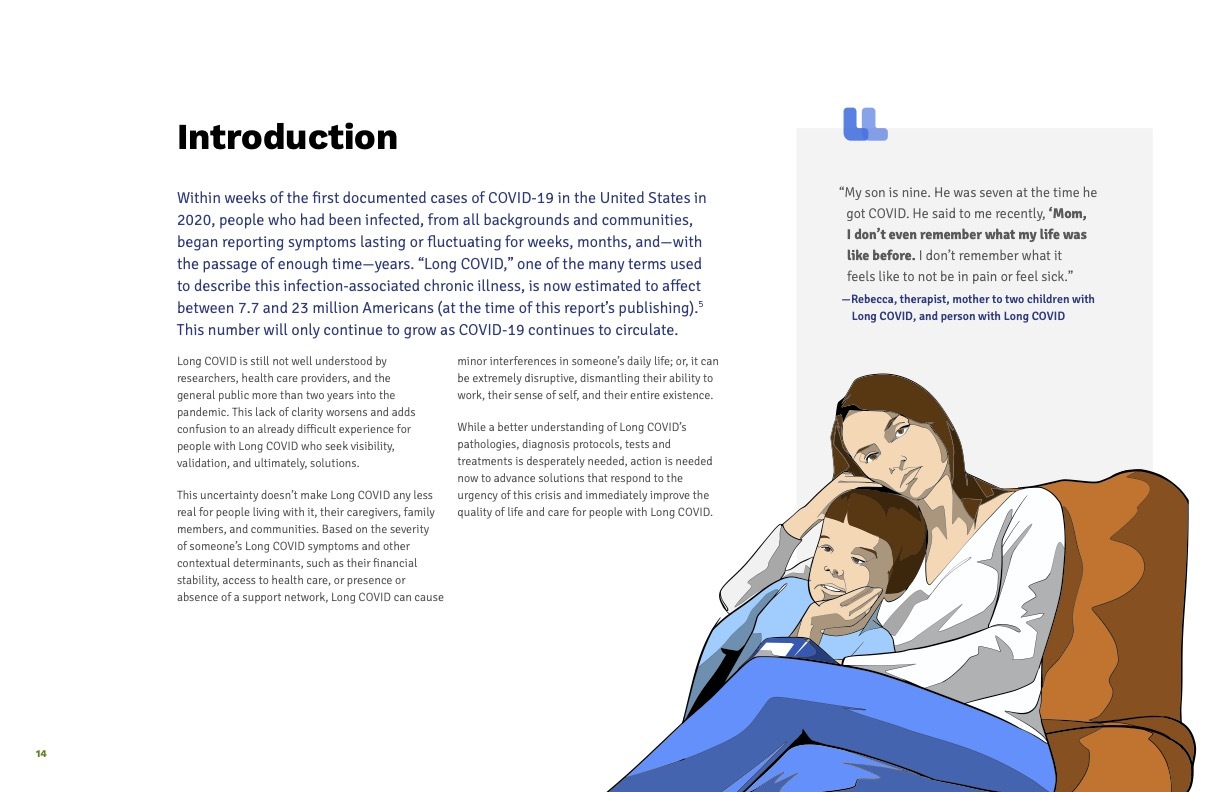 Introduction
Within weeks of the first documented cases of COVID-19 in the United States in
2020, people who had been infected, from all backgrounds and communities,
began reporting symptoms lasting or fluctuating for weeks, months, and—with
the passage of enough time—years. “Long COVID,” one of the many terms used
to describe this infection-associated chronic illness, is now estimated to affect
between 7.7 and 23 million Americans (at the time of this report’s publishing).⁵
This number will only continue to grow as COVID-19 continues to circulate.
Long COVID is still not well understood by
researchers, health care providers, and the
general public more than two years into the
pandemic. This lack of clarity worsens and adds
confusion to an already difficult experience for
people with Long COVID who seek visibility,
validation, and ultimately, solutions.
This uncertainty doesn’t make Long COVID any less
real for people living with it, their caregivers, family
members, and communities. Based on the severity
of someone’s Long COVID symptoms and other
contextual determinants, such as their financial
stability, access to health care, or presence or
absence of a support network, Long COVID can cause
minor interferences in someone’s daily life; or, it can
be extremely disruptive, dismantling their ability to
work, their sense of self, and their entire existence.
While a better understanding of Long COVID’s
pathologies, diagnosis protocols, tests and
treatments is desperately needed, action is needed
now to advance solutions that respond to the
urgency of this crisis and immediately improve the
quality of life and care for people with Long COVID.
“My son is nine. He was seven at the time he
got COVID. He said to me recently, ‘Mom,
I don’t even remember what my life was
like before. I don’t remember what it
feels like to not be in pain or feel sick.”
—Rebecca, therapist, mother to two children with
Long COVID, and person with Long COVID
14